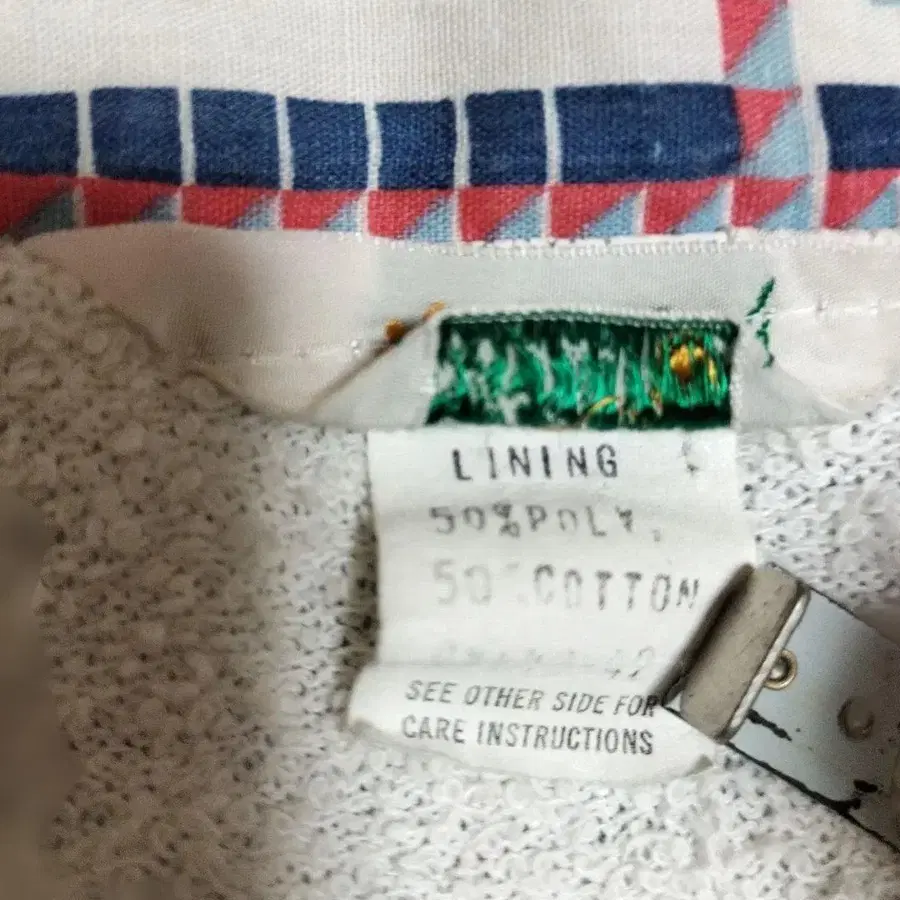 LINING
50%POLY.
50%COTTON
SEE OTHER SIDE FOR
CARE INSTRUCTIONS